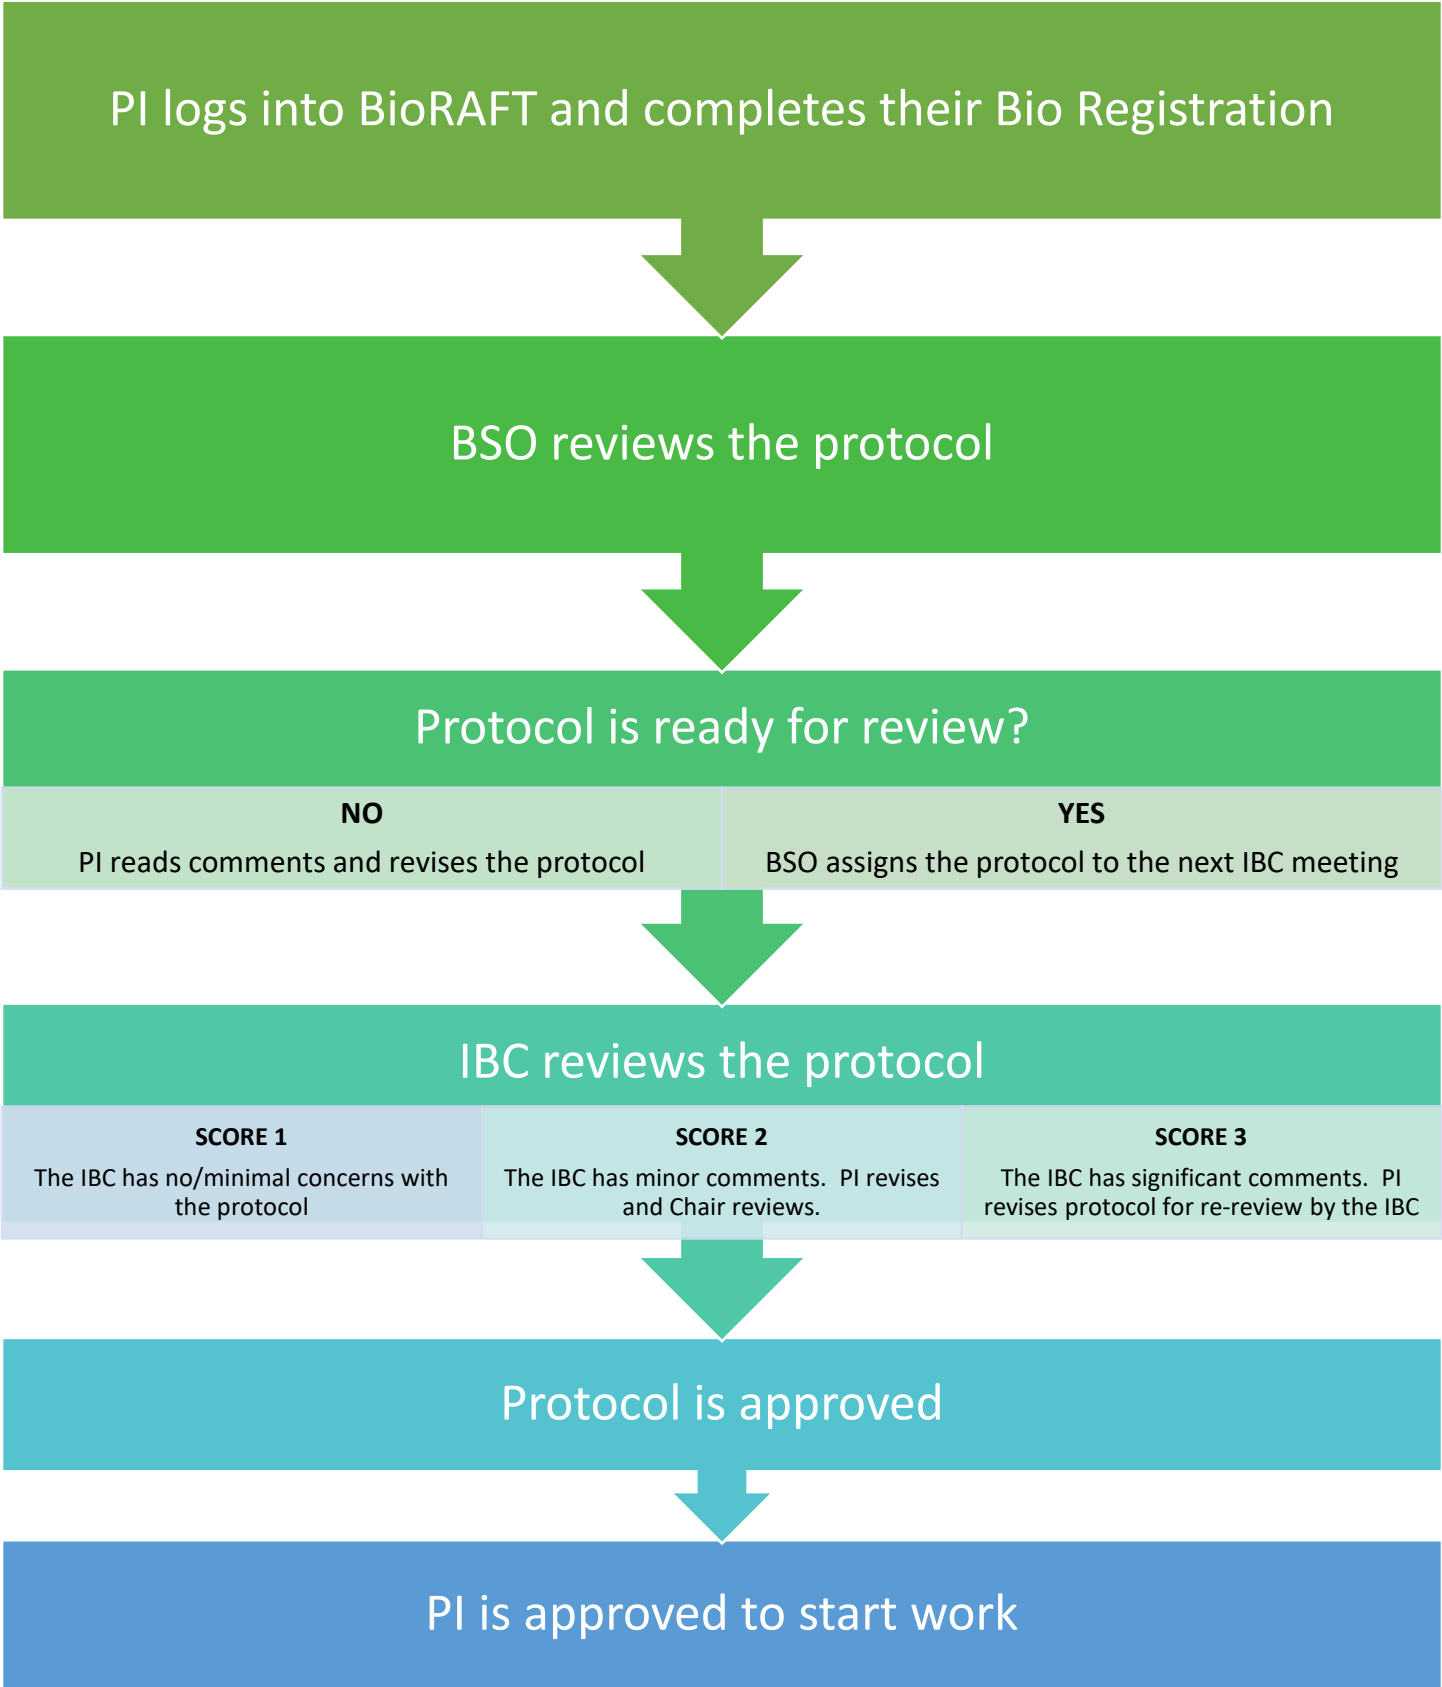 PI logs into BioRAFT and completes their Bio Registration
BSO reviews the protocol
Protocol is ready for review?
NO
PI reads comments and revises the protocol
YES
BSO assigns the protocol to the next IBC meeting
IBC reviews the protocol
SCORE 1
The IBC has no/minimal concerns with
the protocol
SCORE 2
The IBC has minor comments.  PI revises
and Chair reviews.
SCORE 3
The IBC has significant comments.  PI
revises protocol for re-review by the IBC
Protocol is approved
PI is approved to start work